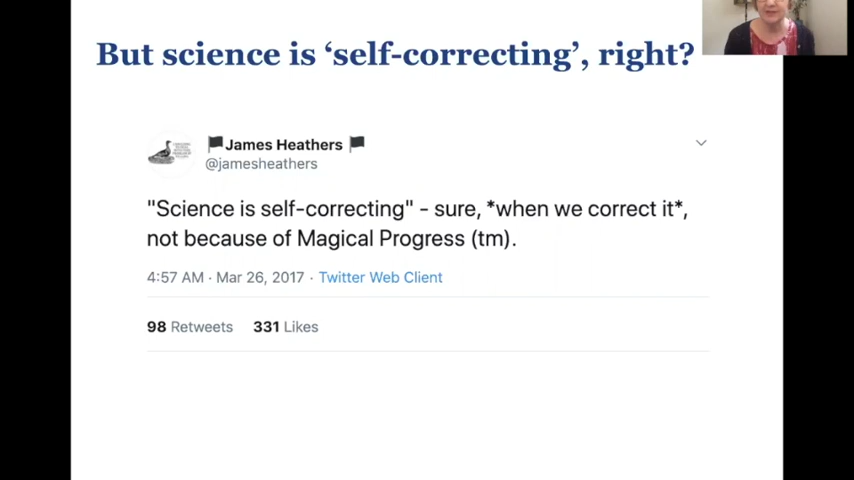 But science is ‘self-correcting’, right?
James Heathers
@jamesheathers
"Science is self-correcting" - sure, *when we correct it*,
not because of Magical Progress (tm).
4:57 AM · Mar 26, 2017 · Twitter Web Client
98 Retweets 331 Likes